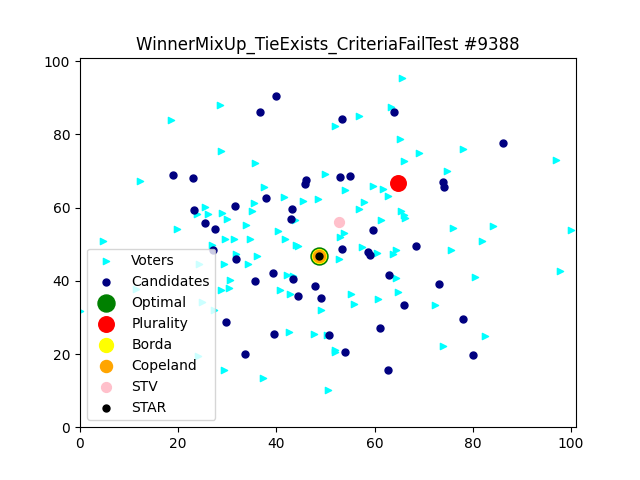 WinnerMixUp_TieExists_CriteriaFailTest #9388
100
80
60
40
20
0
0
20
40
60
80
100
Voters
Candidates
Optimal
Plurality
Borda
Copeland
STV
STAR